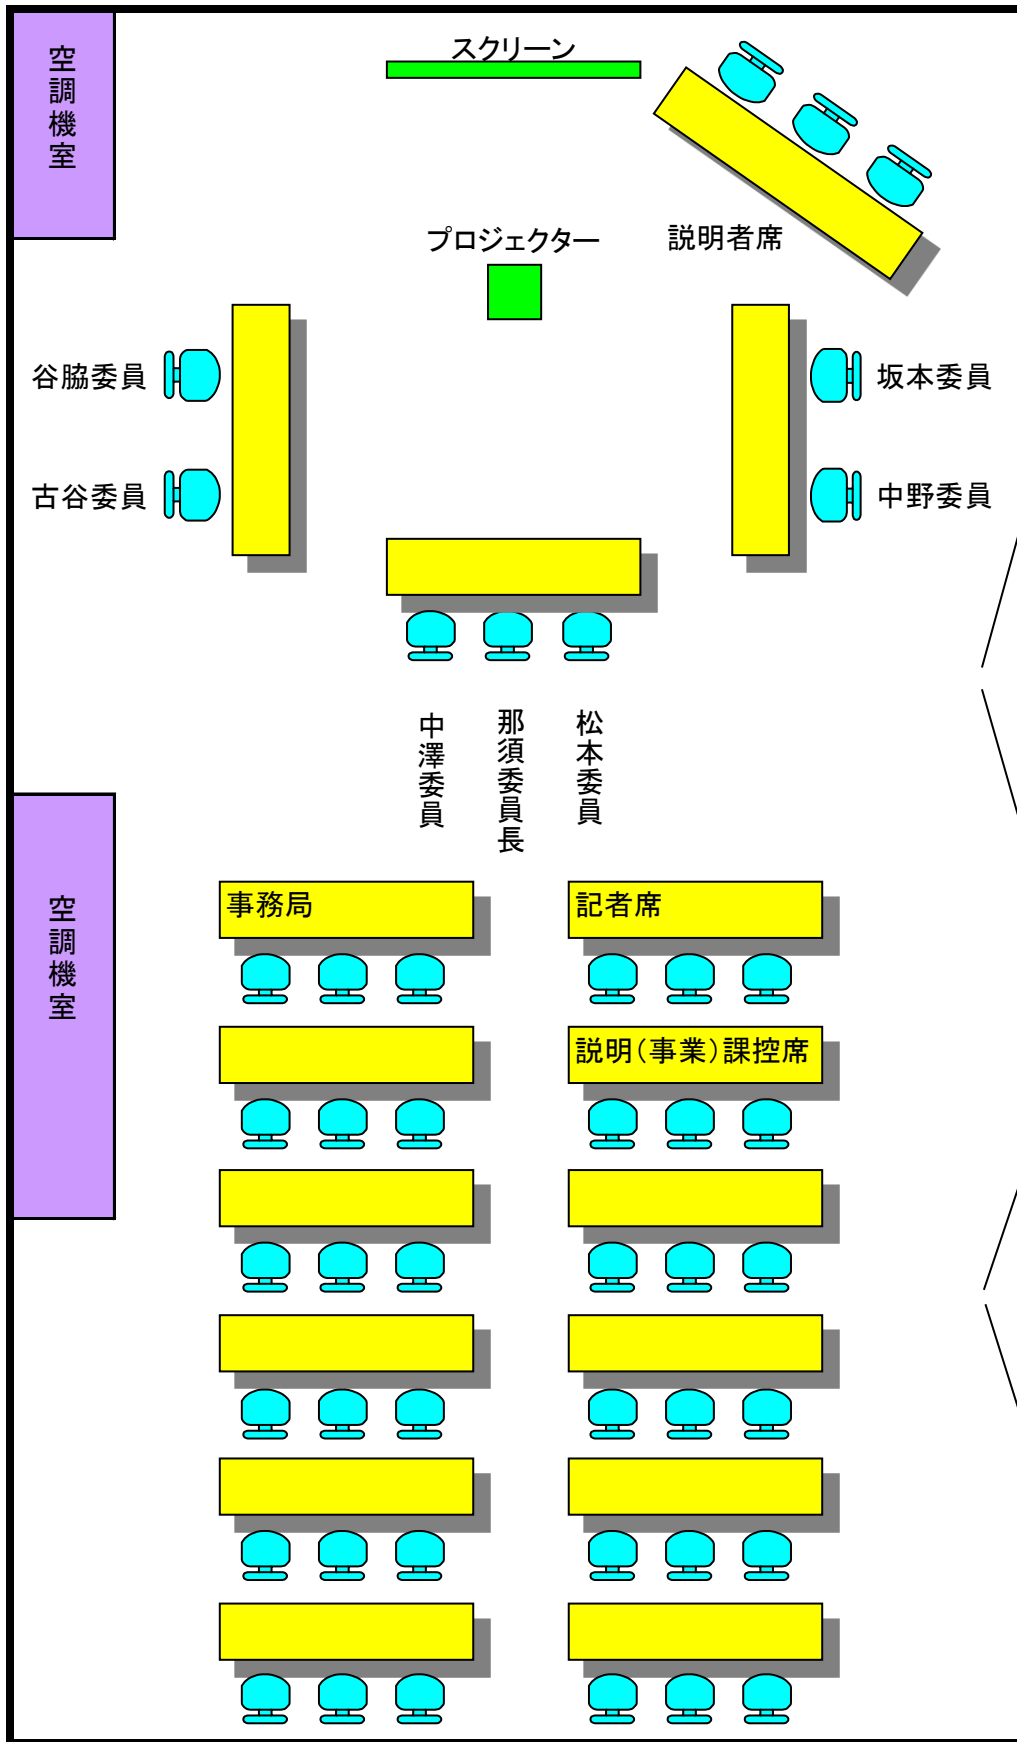 空調機室
スクリーン
プロジェクター
説明者席
谷脇委員
坂本委員
古谷委員
中野委員
中澤委員
那須委員長
松本委員
空調機室
事務局
記者席
説明(事業)課控席